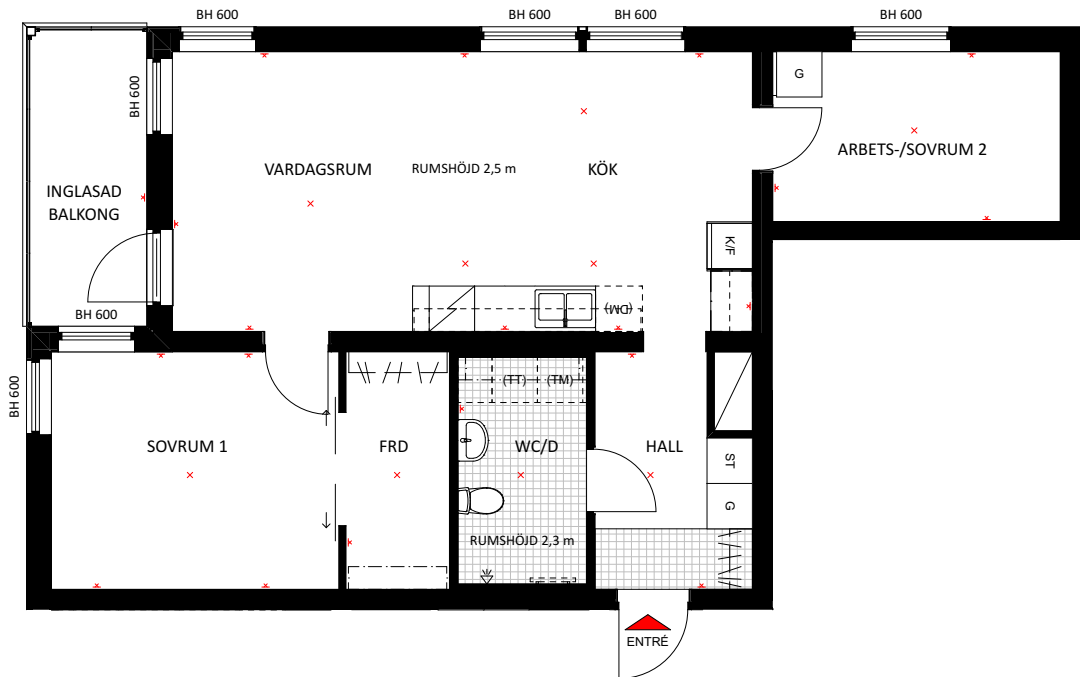 BH 600
BH 600
BH 600
BH 600
BH 600
G
VARDAGSRUM
RUMSHÖJD 2,5 m
KÖK
ARBETS-/SOVRUM 2
INGLASAD
BALKONG
K/F
(DM)
BH 600
BH 600
(TT)
(TM)
SOVRUM 1
FRD
WC/D
HALL
ST
G
RUMSHÖJD 2,3 m
ENTRÉ